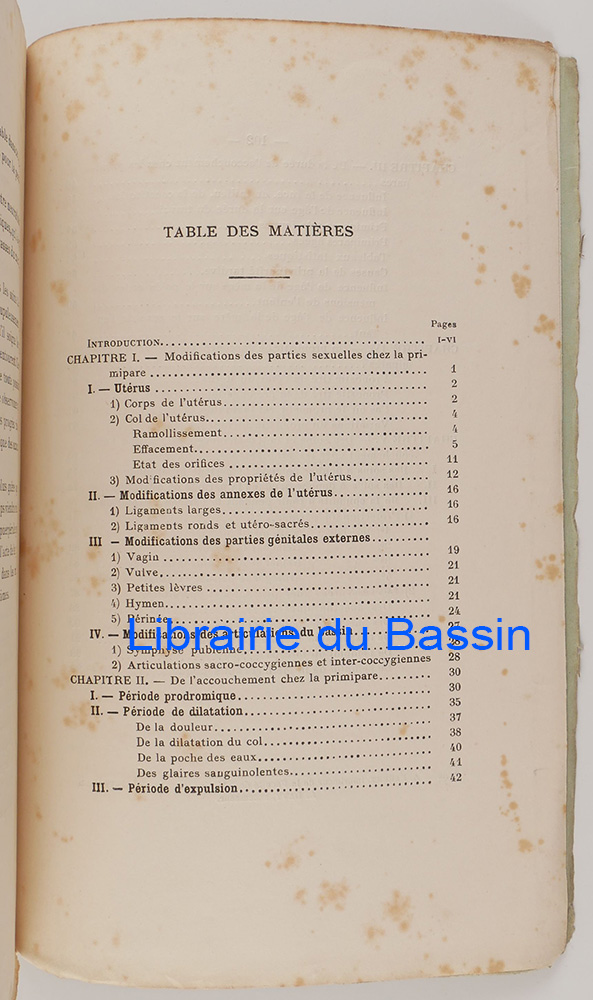 TABLE DES MATIÈRES
Pages
INTRODUCTION........ I-VI
CHAPITRE I. — Modifications des parties sexuelles chez la pri-
mipare ........ 1
I. — Utérus ........ 2
1) Corps de l'utérus........ 2
2) Col de l'utérus........ 4
Ramollissement........ 4
Effacement........ 5
Etat des orifices ........ 11
3) Modifications des propriétés de l'utérus........ 12
II. — Modifications des annexes de l'utérus........ 16
1) Ligaments larges........ 16
2) Ligaments ronds et utéro-sacrés........ 16
III — Modifications des parties génitales externes........
1) Vagin ........ 19
2) Vulve........ 21
3) Petites lèvres ........ 21
4) Hymen........ 21
5) Périnée........ 24
IV. — Modifications des articulations du bassin........ 27
Librairie du Bassin
1) Symphyse pubienne........ 28
2) Articulations sacro-coccygiennes et inter-coccygiennes 28
CHAPITRE II. — De l'accouchement chez la primipare........ 30
I. — Période prodromique........ 30
II. — Période de dilatation........ 35
De la douleur........ 37
De la dilatation du col........ 38
De la poche des eaux........ 40
Des glaires sanguinolentes........ 41
III. — Période d'expulsion........ 42